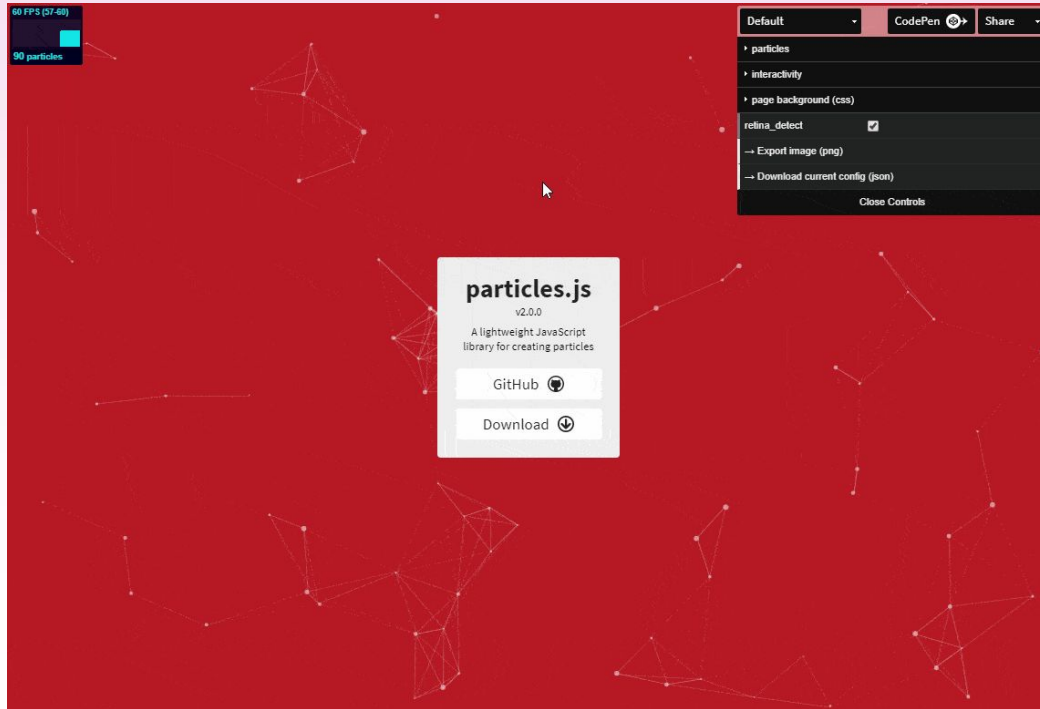 60 FPS (57-60)
90 particles
Default
CodePen
Share
particles
interactivity
page background (css)
retina_detect
→ Export image (png)
→ Download current config (json)
Close Controls
particles.js
v2.0.0
A lightweight JavaScript
library for creating particles
GitHub
Download